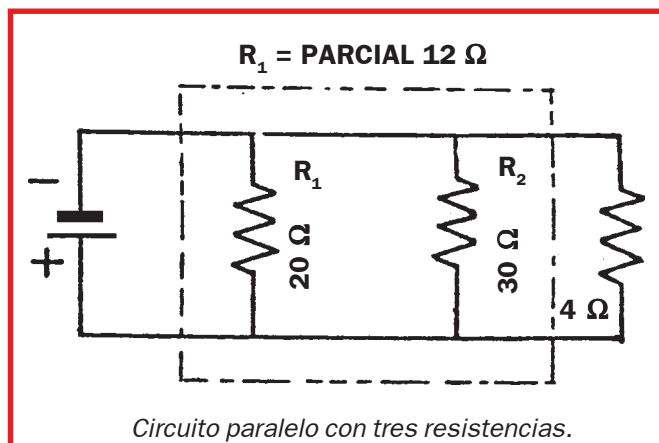 R₁ = PARCIAL 12 Ω
R₁
R₂
−
+
20 Ω
30 Ω
4 Ω
Circuito paralelo con tres resistencias.